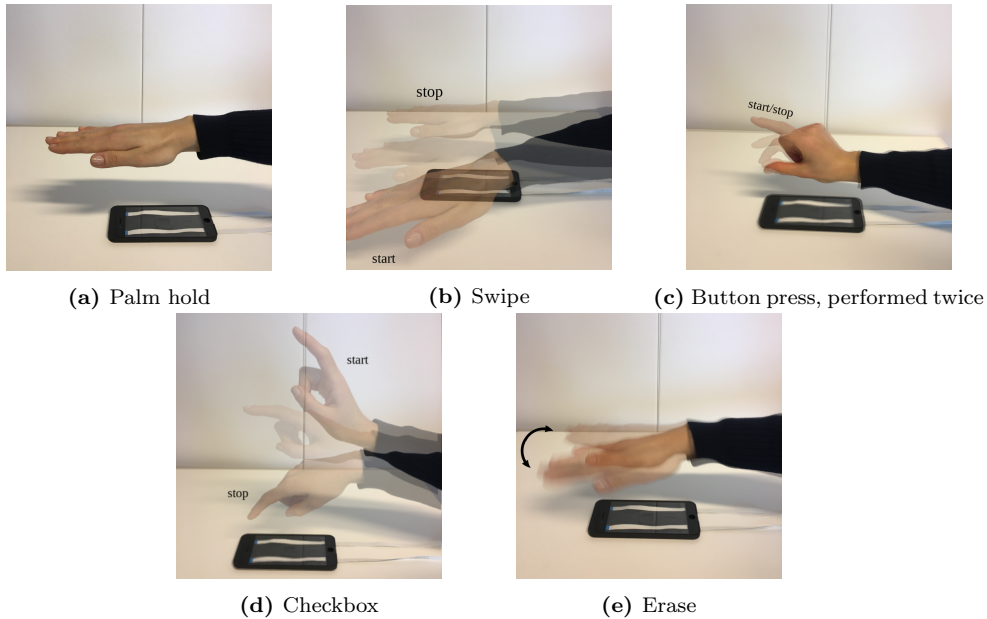 start/stop
stop
start
(a) Palm hold
(b) Swipe
(c) Button press, performed twice
start
stop
(d) Checkbox
(e) Erase